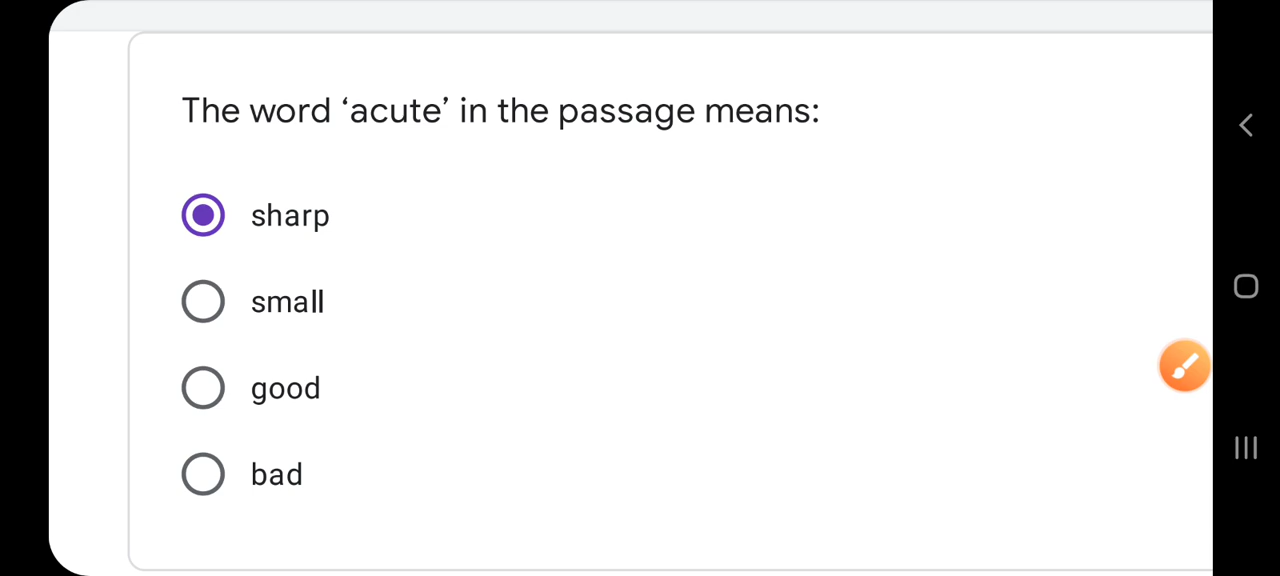 The word ‘acute’ in the passage means:
sharp
small
good
bad